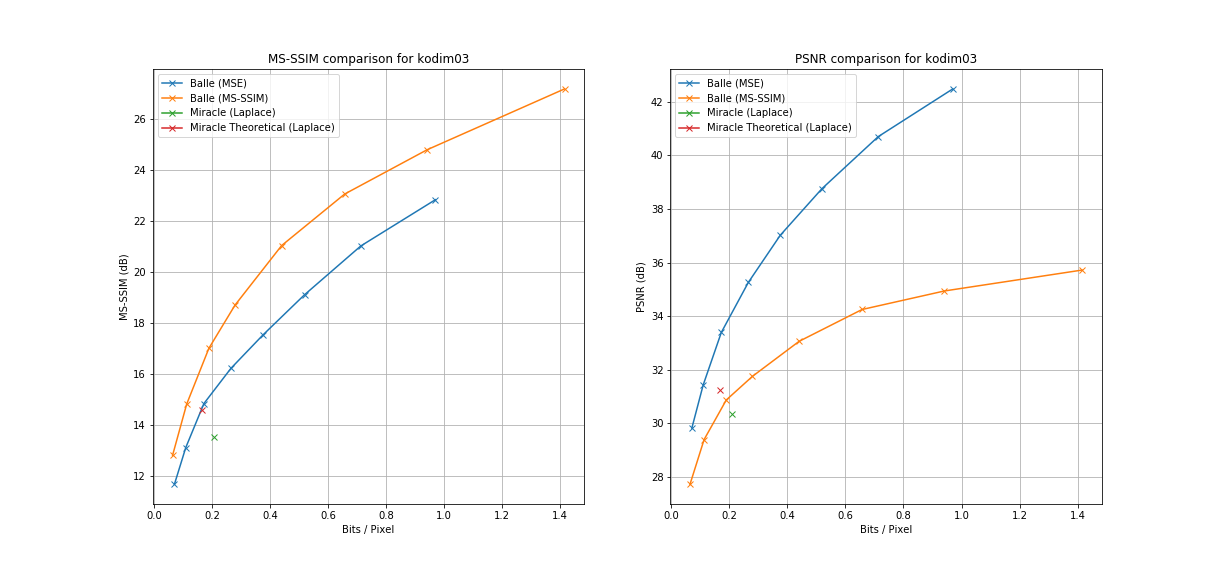 MS-SSIM comparison for kodim03
Balle (MSE)
Balle (MS-SSIM)
Miracle (Laplace)
Miracle Theoretical (Laplace)
MS-SSIM (dB)
26
24
22
20
18
16
14
12
0.0 0.2 0.4 0.6 0.8 1.0 1.2 1.4
Bits / Pixel
PSNR comparison for kodim03
Balle (MSE)
Balle (MS-SSIM)
Miracle (Laplace)
Miracle Theoretical (Laplace)
PSNR (dB)
42
40
38
36
34
32
30
28
0.0 0.2 0.4 0.6 0.8 1.0 1.2 1.4
Bits / Pixel